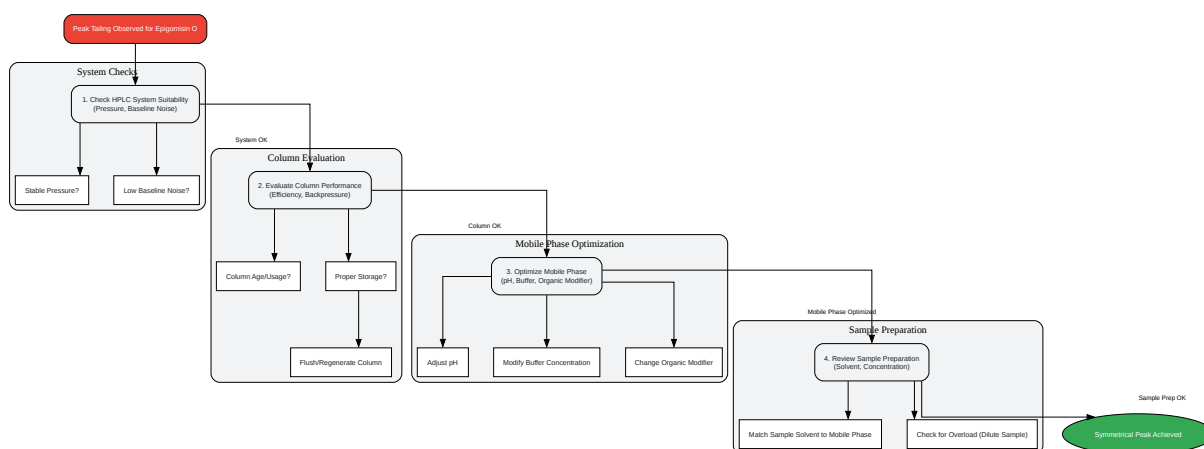 Peak Tailing Observed for Epigomisin O
System Checks
1. Check HPLC System Suitability
(Pressure, Baseline Noise)
Stable Pressure?
Low Baseline Noise?
System OK
Column Evaluation
2. Evaluate Column Performance
(Efficiency, Backpressure)
Column Age/Usage?
Proper Storage?
Flush/Regenerate Column
Column OK
Mobile Phase Optimization
3. Optimize Mobile Phase
(pH, Buffer, Organic Modifier)
Adjust pH
Modify Buffer Concentration
Change Organic Modifier
Mobile Phase Optimized
Sample Preparation
4. Review Sample Preparation
(Solvent, Concentration)
Match Sample Solvent to Mobile Phase
Check for Overload (Dilute Sample)
Sample Prep OK
Symmetrical Peak Achieved